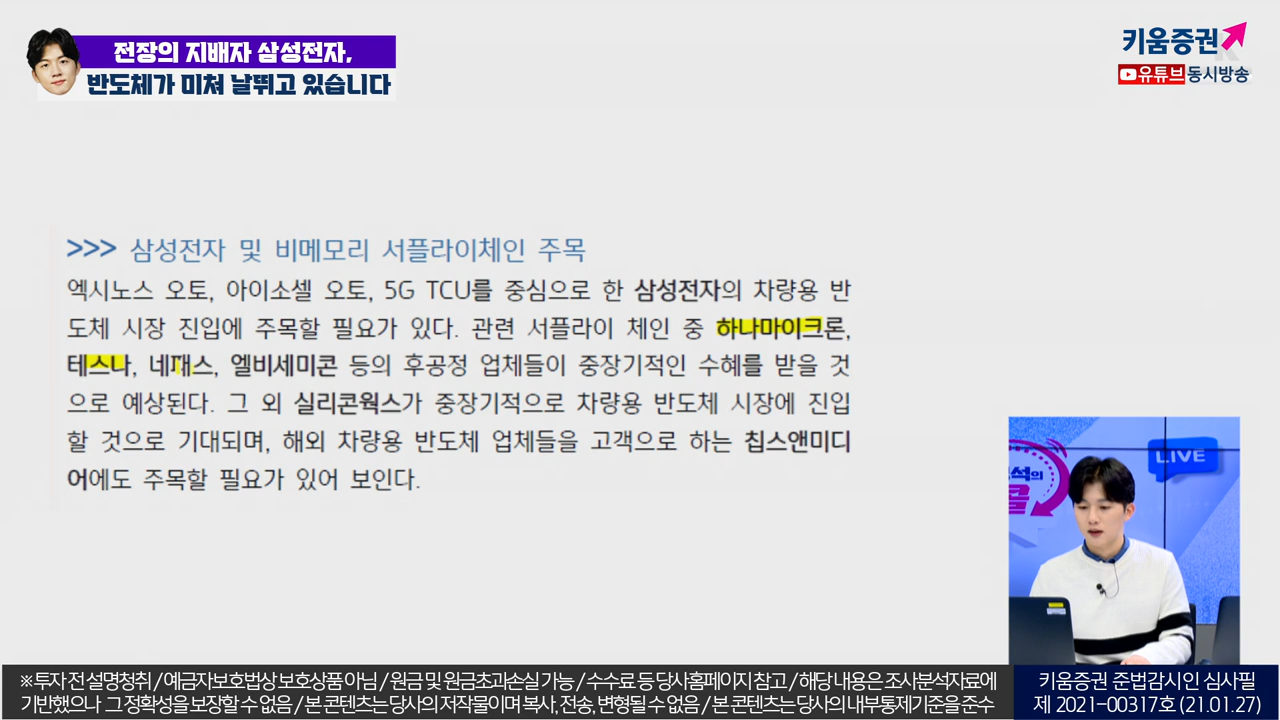 전장의 지배자 삼성전자,
반도체가 미쳐 날뛰고 있습니다
키움증권
유튜브동시방송
>>> 삼성전자 및 비메모리 서플라이체인 주목
엑시노스 오토, 아이소셀 오토, 5G TCU를 중심으로 한 삼성전자의 차량용 반
도체 시장 진입에 주목할 필요가 있다. 관련 서플라이 체인 중 하나마이크론,
테스나, 네패스, 엘비세미콘 등의 후공정 업체들이 중장기적인 수혜를 받을 것
으로 예상된다. 그 외 실리콘웍스가 중장기적으로 차량용 반도체 시장에 진입
할 것으로 기대되며, 해외 차량용 반도체 업체들을 고객으로 하는 칩스앤미디
어에도 주목할 필요가 있어 보인다.
LIVE
석의
콜
※ 투자 전 설명청취 / 예금자보호법상 보호상품 아님 / 원금 및 원금초과손실 가능 / 수수료 등 당사홈페이지 참고 / 해당 내용은 조사분석자료에
기반했으나 그 정확성을 보장할 수 없음 / 본 콘텐츠는 당사의 저작물이며 복사, 전송, 변형될 수 없음 / 본 콘텐츠는 당사의 내부통제기준을 준수
키움증권 준법감시인 심사필
제 2021-00317호 (21.01.27)